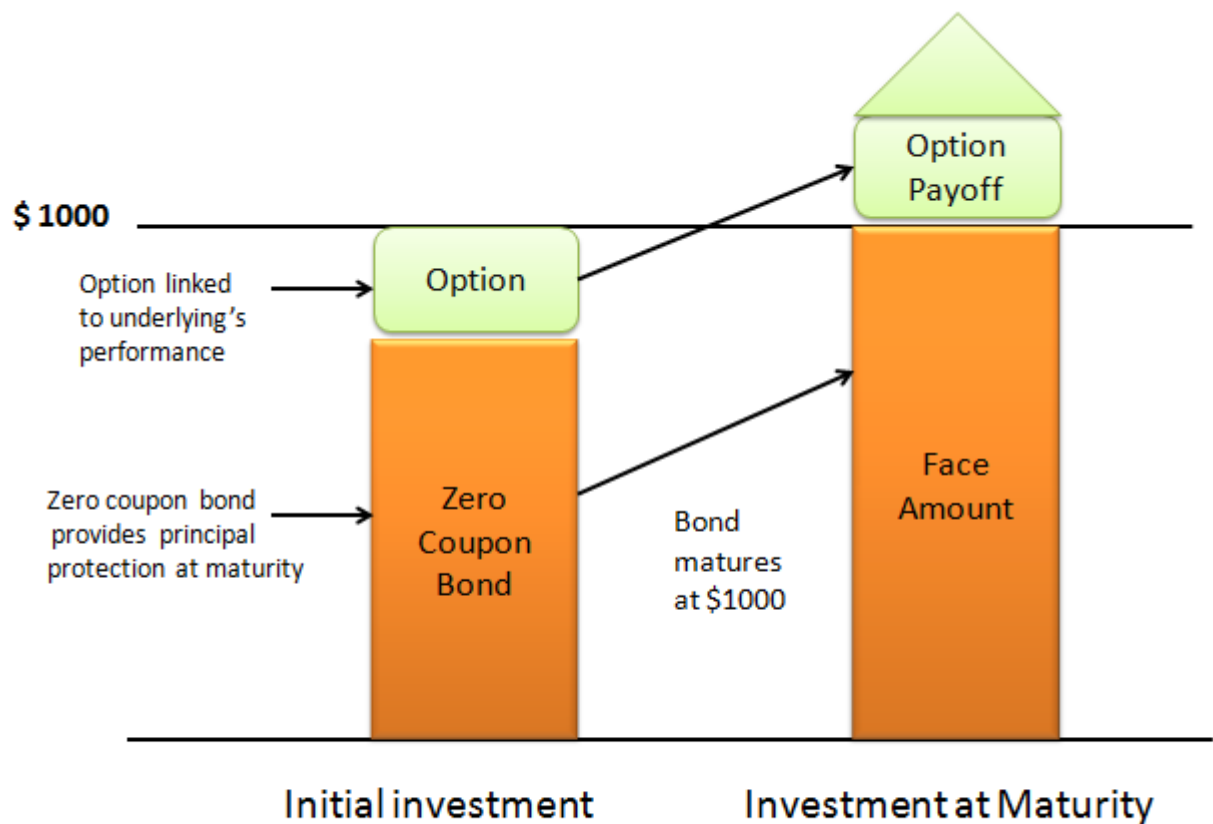 Option
Payoff
$ 1000
Option
Option linked
to underlying's
performance
Zero coupon bond
provides principal
protection at maturity
Zero
Coupon
Bond
Bond
matures
at $1000
Face
Amount
Initial investment
Investment at Maturity